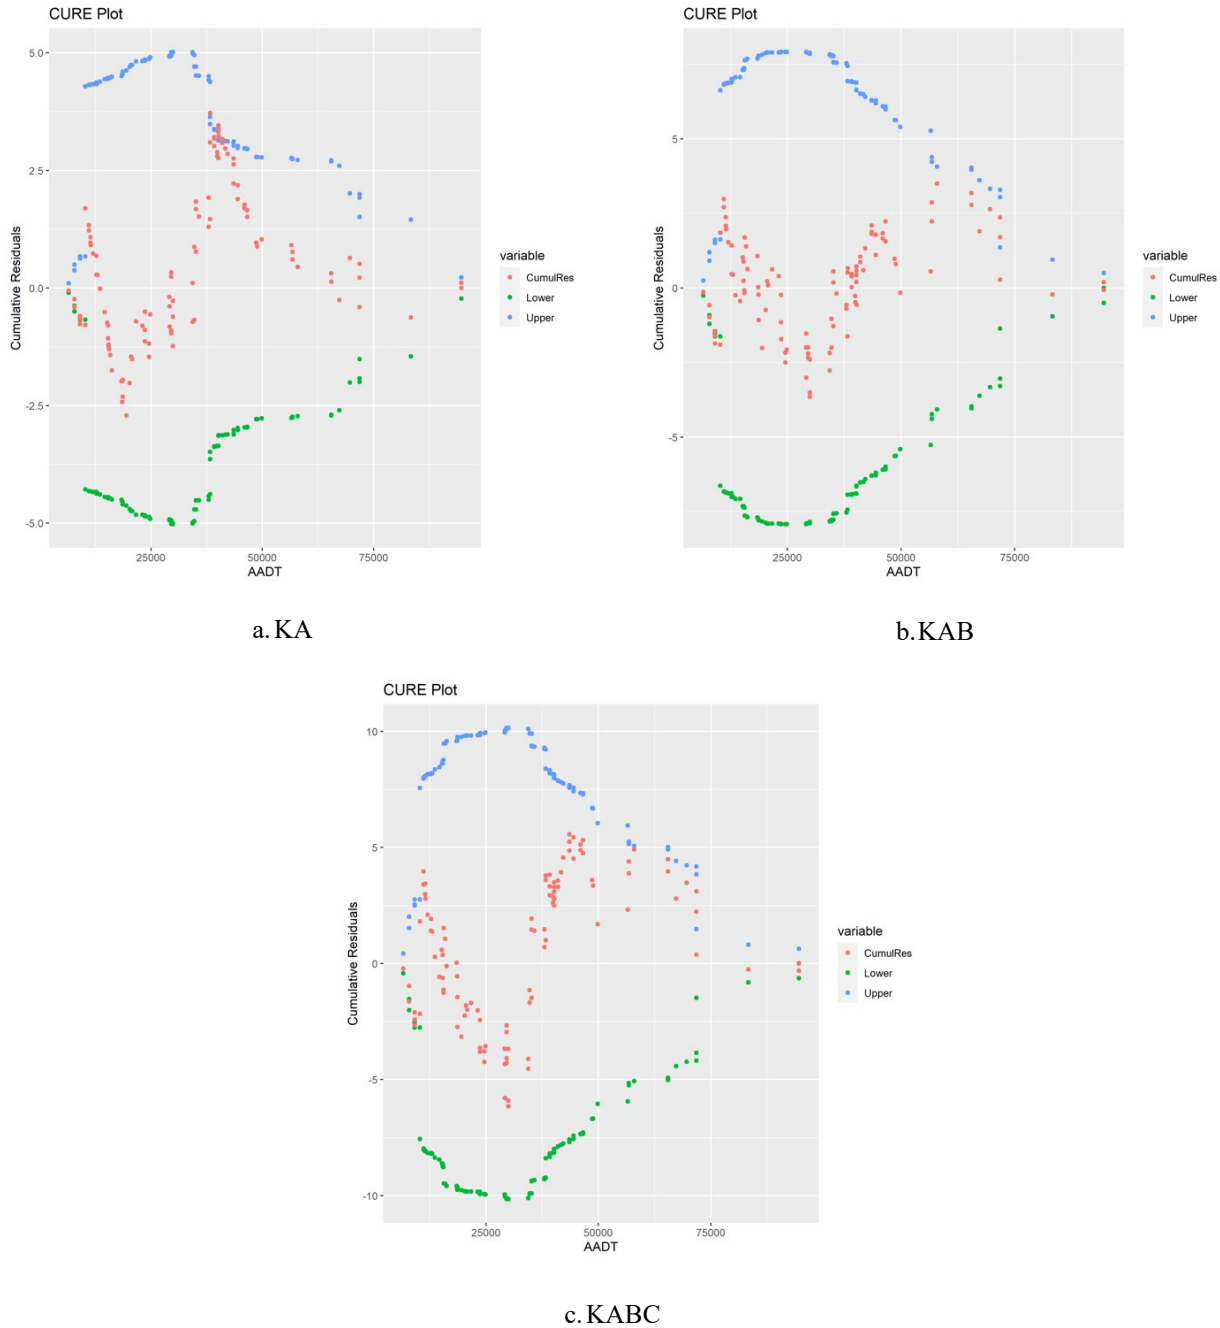 CURE Plot
5.0
2.5
0.0
-2.5
-5.0
Cumulative Residuals
25000
50000
75000
AADT
variable
CumulRes
Lower
Upper
a. KA
CURE Plot
5
0
-5
Cumulative Residuals
25000
50000
75000
AADT
variable
CumulRes
Lower
Upper
b. KAB
CURE Plot
10
5
0
-5
-10
Cumulative Residuals
25000
50000
75000
AADT
variable
CumulRes
Lower
Upper
c. KABC